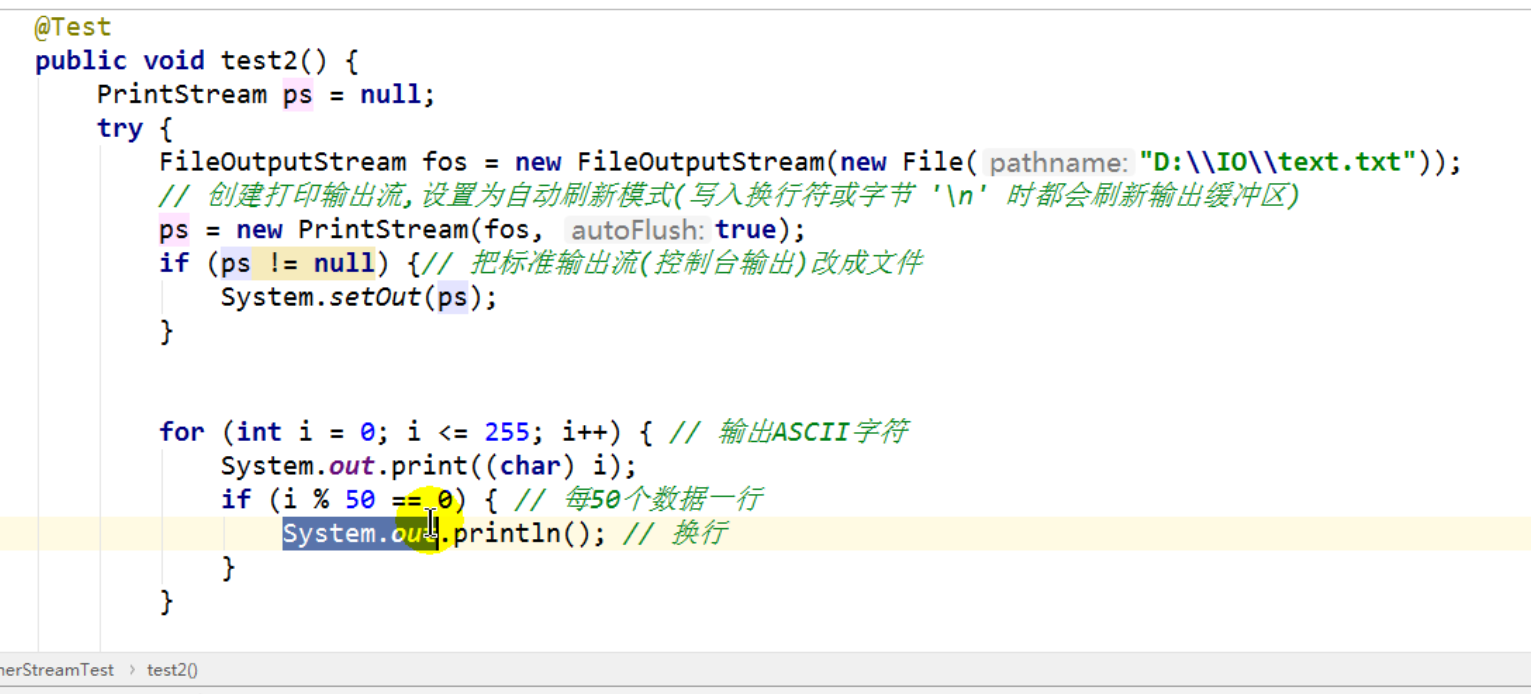 @Test
public void test2() {
PrintStream ps = null;
try {
FileOutputStream fos = new FileOutputStream(new File( pathname: "D:\\IO\\text.txt"));
// 创建打印输出流,设置为自动刷新模式(写入换行符或字节 '\n' 时都会刷新输出缓冲区)
ps = new PrintStream(fos, autoFlush: true);
if (ps != null) {// 把标准输出流(控制台输出)改成文件
System.setOut(ps);
}
for (int i = 0; i <= 255; i++) { // 输出ASCII字符
System.out.print((char) i);
if (i % 50 == 0) { // 每50个数据一行
System.out.println(); // 换行
}
}
nerStreamTest › test2()